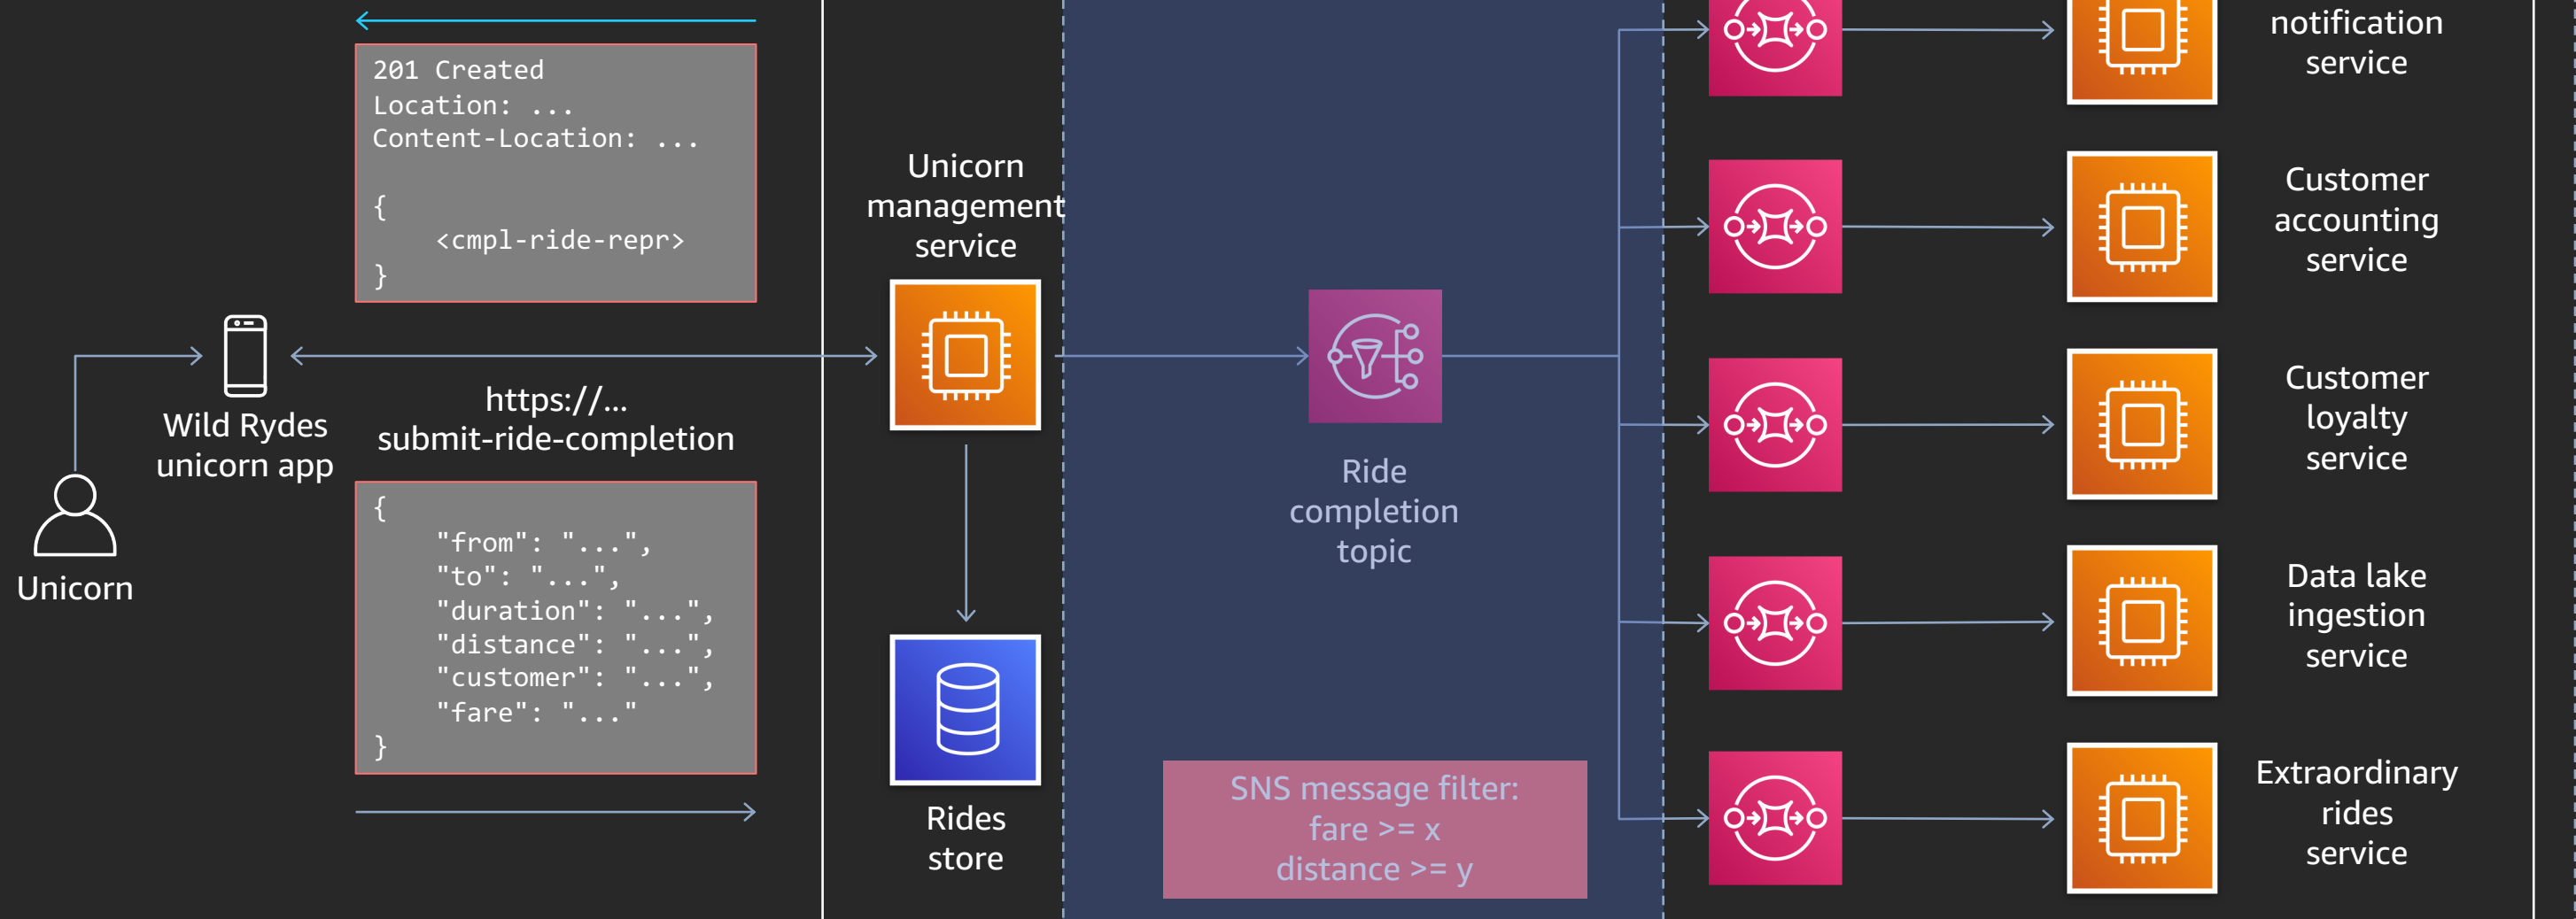 201 Created
Location: ...
Content-Location: ...
{
<cmpl-ride-repr>
}
Wild Rydes
unicorn app
Unicorn
https://...
submit-ride-completion
{
"from": "...",
"to": "...",
"duration": "...",
"distance": "...",
"customer": "...",
"fare": "..."
}
Unicorn
management
service
Rides
store
Ride
completion
topic
SNS message filter:
fare >= x
distance >= y
notification
service
Customer
accounting
service
Customer
loyalty
service
Data lake
ingestion
service
Extraordinary
rides
service